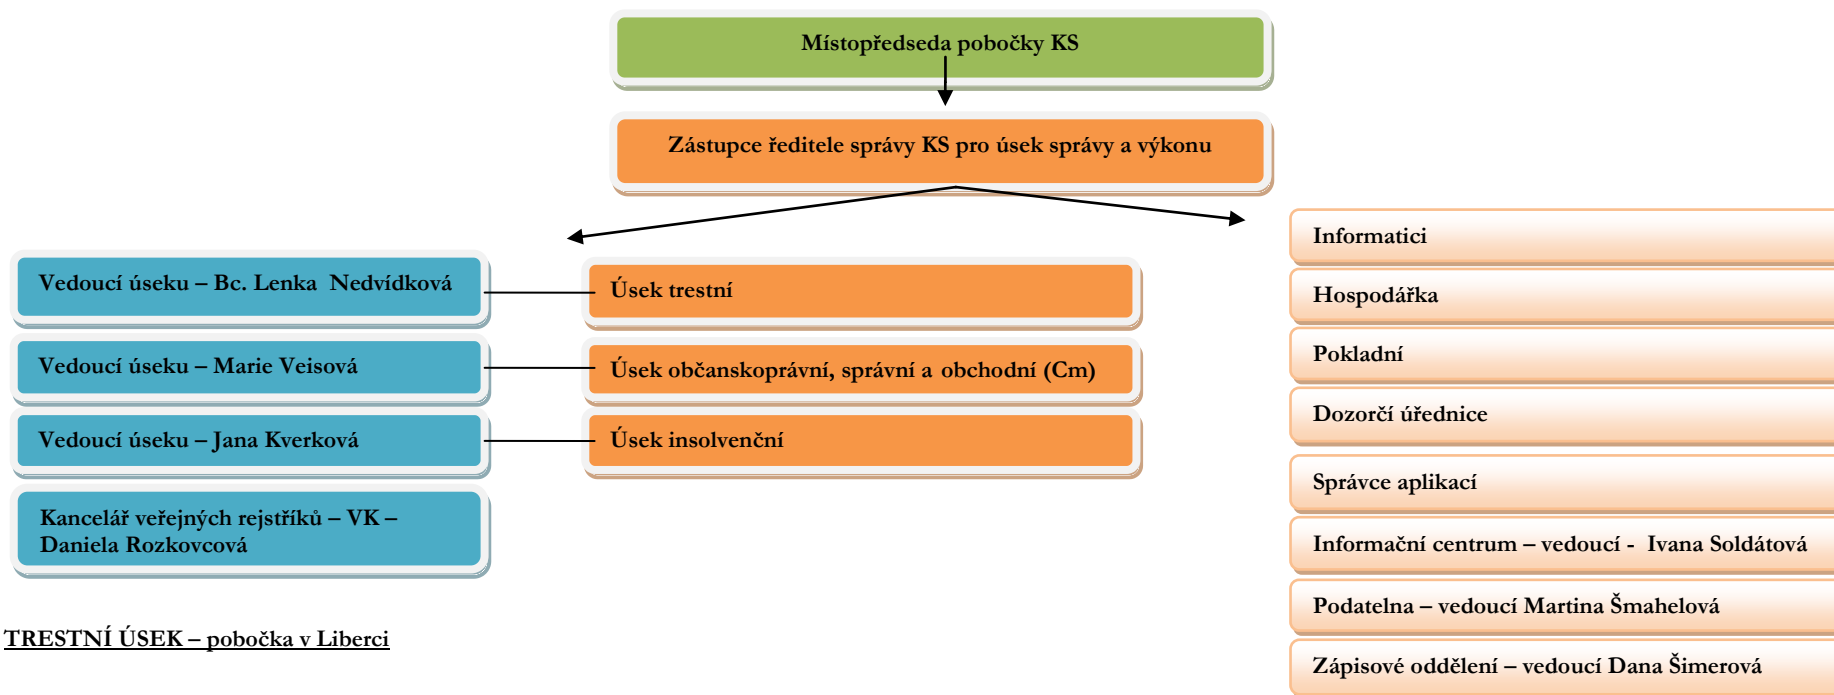 Místopředseda pobočky KS
Zástupce ředitele správy KS pro úsek správy a výkonu
Vedoucí úseku – Bc. Lenka Nedvídková
Úsek trestní
Vedoucí úseku – Marie Veisová
Úsek občanskoprávní, správní a obchodní (Cm)
Vedoucí úseku – Jana Kverková
Úsek insolvenční
Kancelář veřejných rejstříků – VK –
Daniela Rozkovcová
Informatici
Hospodářka
Pokladní
Dozorčí úřednice
Správce aplikací
Informační centrum – vedoucí - Ivana Soldátová
Podatelna – vedoucí Martina Šmahelová
Zápisové oddělení – vedoucí Dana Šimerová
TRESTNÍ ÚSEK – pobočka v Liberci